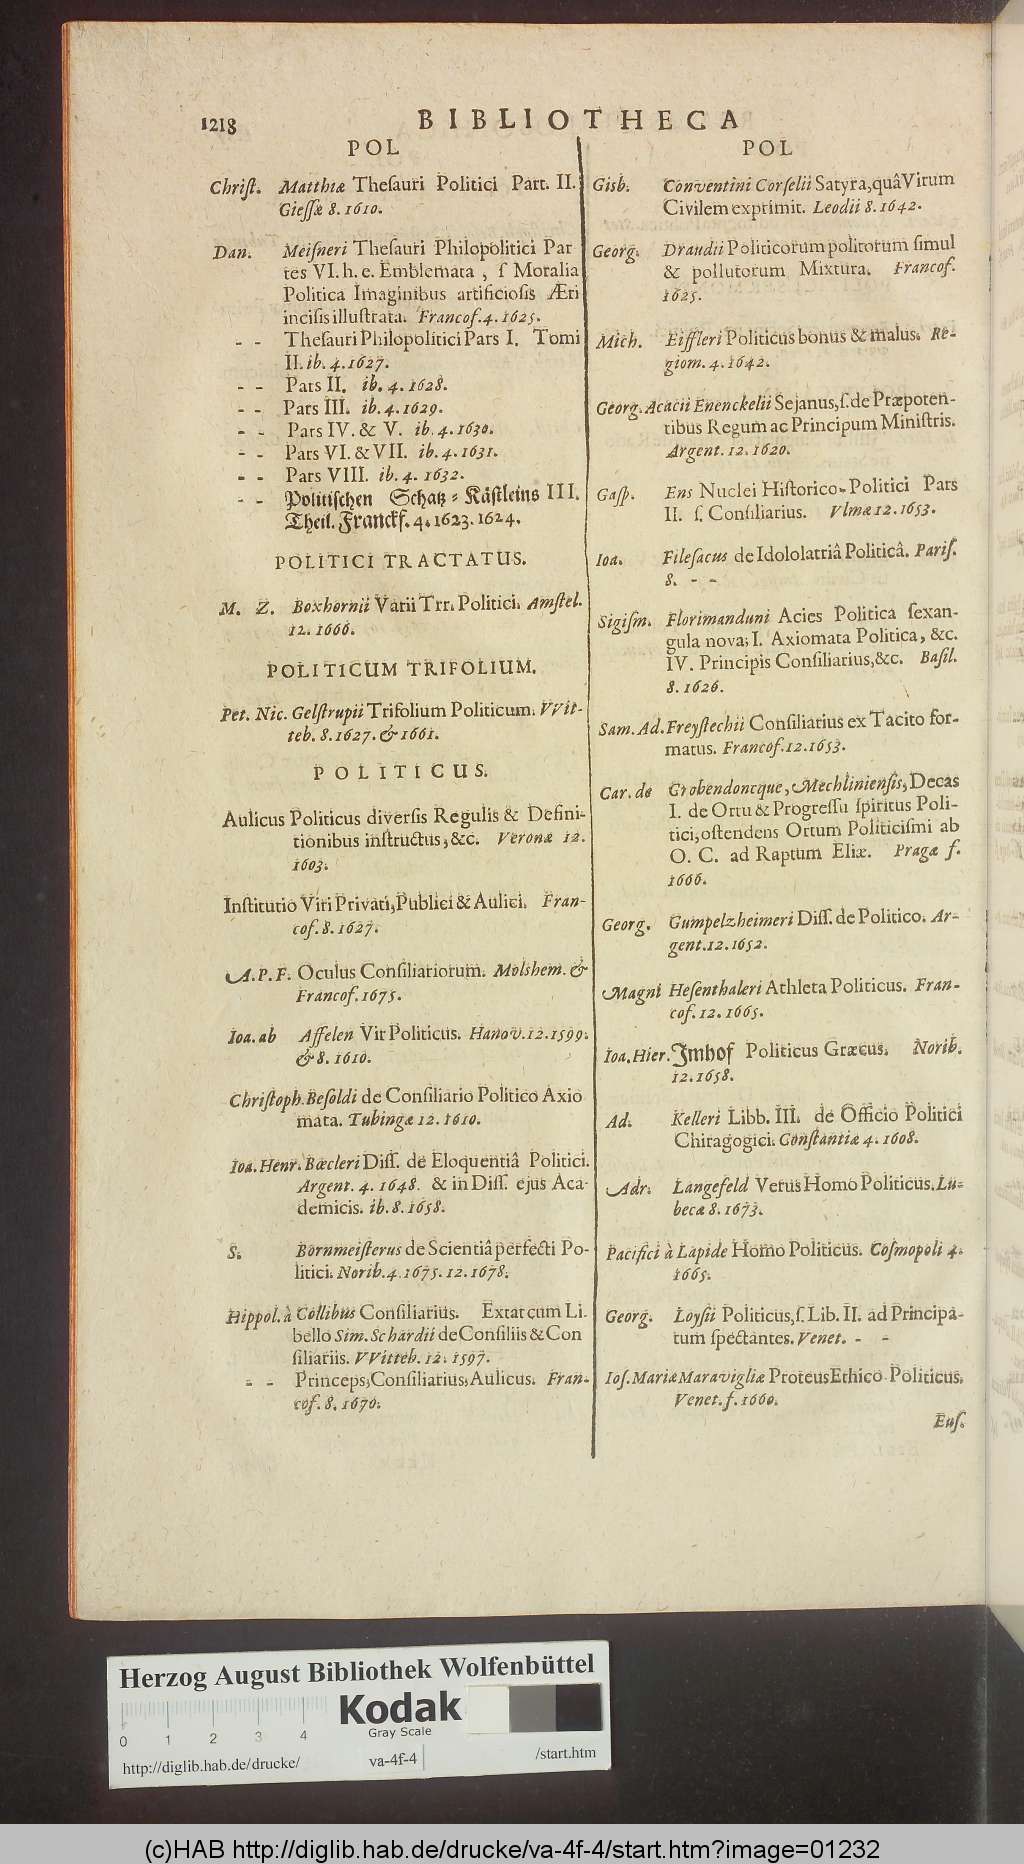 1218
BIBLIOTHECA
POL
Christ. Matthiæ Theſauri Politici Part. II.
Gieſſæ 8. 1610.
Dan. Meiſneri Theſauri Philopolitici Par
tes VI. h. e. Emblemata, ſ Moralia
Politica Imaginibus artificioſis Æri
inciſis illuſtrata. Francof. 4. 1625.
- - Theſauri Philopolitici Pars I. Tomi
II. ib. 4. 1627.
- - Pars II. ib. 4. 1628.
- - Pars III. ib. 4. 1629.
- - Pars IV. & V. ib. 4. 1630.
- - Pars VI. & VII. ib. 4. 1631.
- - Pars VIII. ib. 4. 1632.
- - Politiſchen Schatz = Käſtleins III.
Theil. Franckf. 4. 1623. 1624.
POLITICI TRACTATUS.
M. Z. Boxhornii Varii Trr. Politici. Amſtel.
12. 1666.
POLITICUM TRIFOLIUM.
Pet. Nic. Gelſtrupii Trifolium Politicum. VVit-
teb. 8. 1627. & 1661.
POLITICUS.
Aulicus Politicus diverſis Regulis & Defini-
tionibus inſtructus, &c. Veronæ 12.
1603.
Inſtitutio Viri Privati, Publici & Aulici. Fran-
cof. 8. 1627.
A. P. F. Oculus Conſiliariorum. Molshem. &
Francof. 1675.
Ioa. ab Aſſelen Vir Politicus. Hanov. 12. 1599.
& 8. 1610.
Chriſtoph. Beſoldi de Conſiliario Politico Axio
mata. Tubingæ 12. 1610.
Ioa. Henr. Bœcleri Diſſ. de Eloquentiâ Politici.
Argent. 4. 1648. & in Diſſ. ejus Aca-
demicis. ib. 8. 1658.
S. Bornmeiſterus de Scientiâ perfecti Po-
litici. Norib. 4. 1675. 12. 1678.
Hippol. à Collibus Conſiliarius. Extat cum Li-
bello Sim. Schardii de Conſiliis & Con
ſiliariis. VVitteb. 12. 1597.
- - Princeps, Conſiliarius, Aulicus. Fran-
cof. 8. 1670.
POL
Gisb. Conventini Corſelii Satyra, quâ Virum
Civilem exprimit. Leodii 8. 1642.
Georg. Draudii Politicorum politorum ſimul
& pollutorum Mixtura. Francof.
1625.
Mich. Eiffleri Politicus bonus & malus. Re-
giom. 4. 1642.
Georg. Acacii Enenckelii Sejanus, ſ. de Præpoten-
tibus Regum ac Principum Miniſtris.
Argent. 12. 1620.
Gaſp. Ens Nuclei Hiſtorico-Politici Pars
II. ſ. Conſiliarius. Vlmæ 12. 1653.
Ioa. Fileſacus de Idololatriâ Politicâ. Pariſ.
8. - -
Sigiſm. Florimanduni Acies Politica ſexan-
gula nova; I. Axiomata Politica, &c.
IV. Principis Conſiliarius, &c. Baſil.
8. 1626.
Sam. Ad. Freyſtechii Conſiliarius ex Tacito for-
matus. Francof. 12. 1653.
Car. de Grobendoncque, Mechlinienſis, Decas
I. de Ortu & Progreſſu ſpiritus Poli-
tici, oſtendens Ortum Politiciſmi ab
O. C. ad Raptum Eliæ. Pragæ f.
1666.
Georg. Gumpelzheimeri Diſſ. de Politico. Ar-
gent. 12. 1652.
Magni Heſenthaleri Athleta Politicus. Fran-
cof. 12. 1665.
Ioa. Hier. Imhof Politicus Græcus. Norib.
12. 1658.
Ad. Kelleri Libb. III. de Officio Politici
Chiragogici. Conſtantiæ 4. 1608.
Adr. Langefeld Verus Homo Politicus. Lu-
becæ 8. 1673.
Pacifici à Lapide Homo Politicus. Coſmopoli 4.
1665.
Georg. Loyſii Politicus, ſ. Lib. II. ad Principa-
tum ſpectantes. Venet. - -
Ioſ. Mariæ Maravigliæ Proteus Ethico-Politicus.
Venet. f. 1660.
Euſ.
Herzog August Bibliothek Wolfenbüttel
Kodak
Gray Scale
0 1 2 3 4
http://diglib.hab.de/drucke/ va-4f-4 /start.htm
(c)HAB http://diglib.hab.de/drucke/va-4f-4/start.htm?image=01232